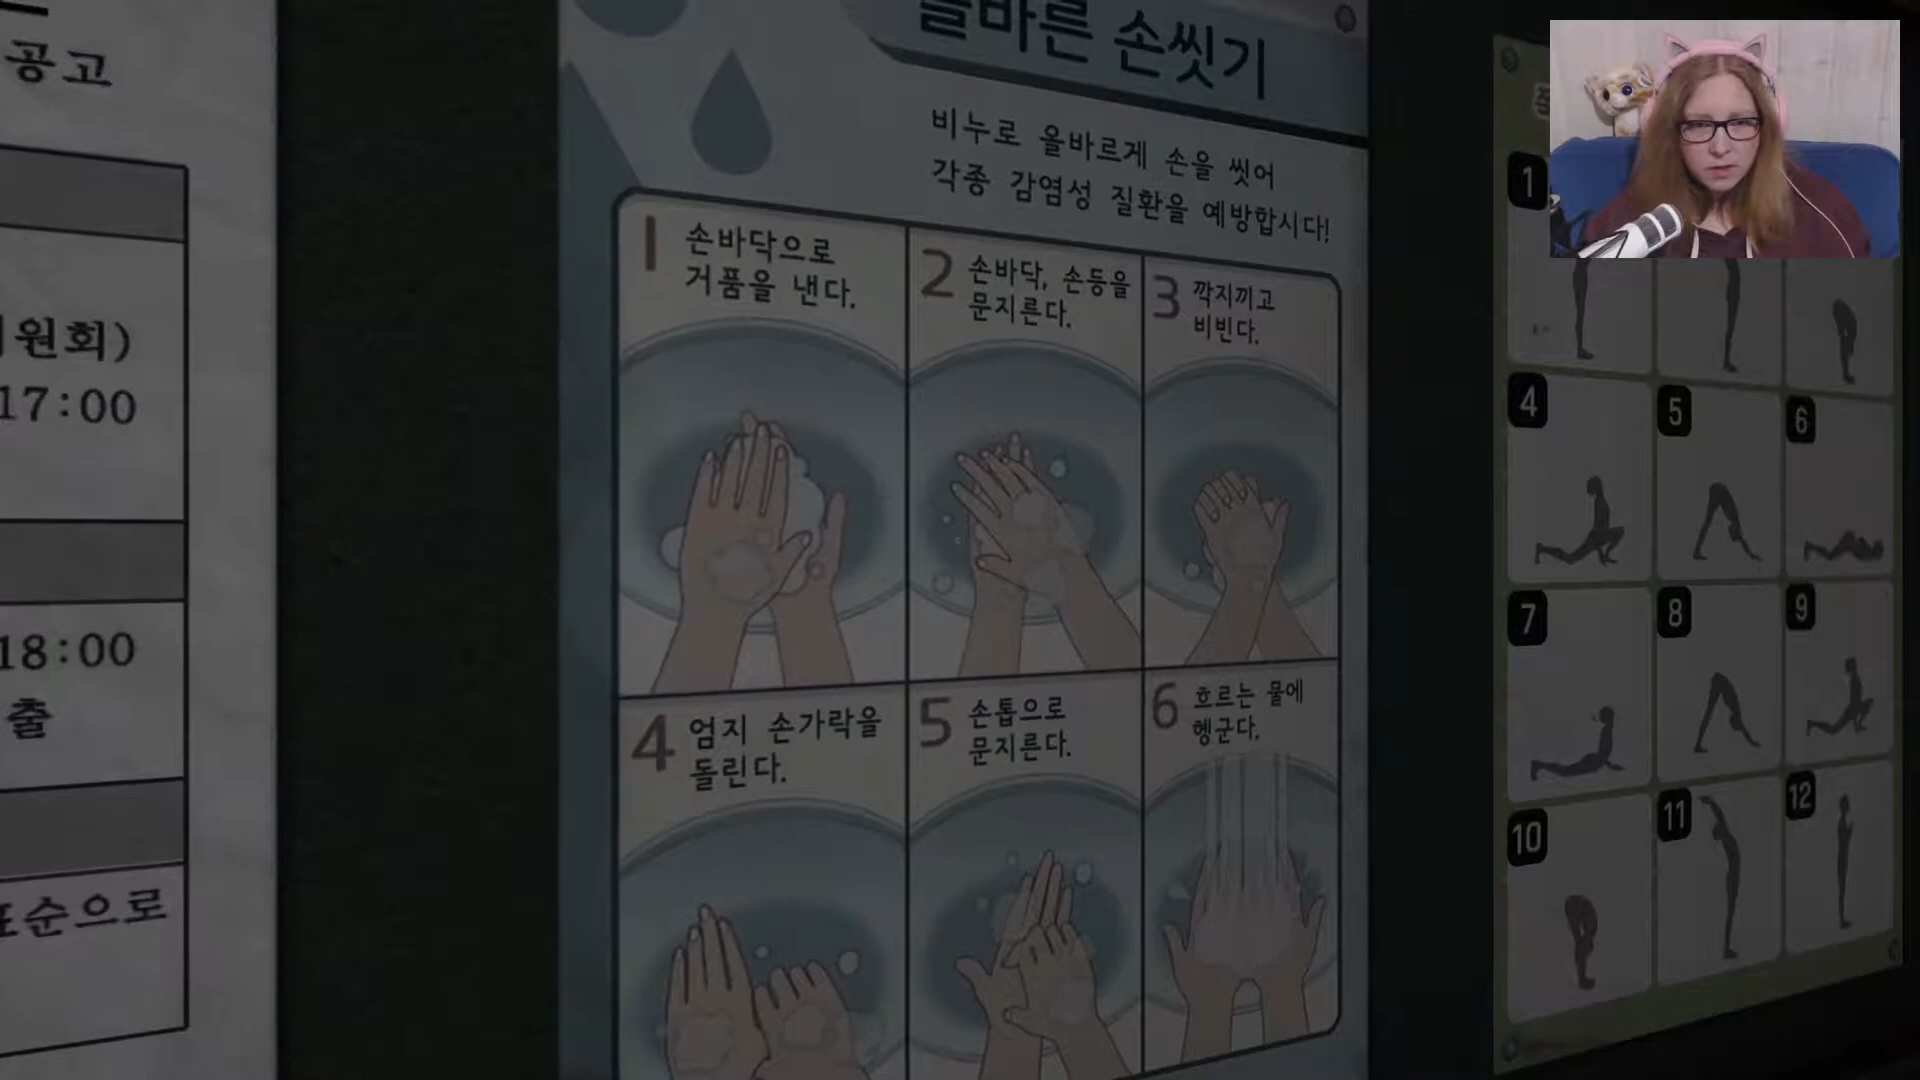 공고
원회)
17:00
18:00
출
순으로
올바른 손씻기
비누로 올바르게 손을 씻어
각종 감염성 질환을 예방합시다!
1 손바닥으로
거품을 낸다.
2 손바닥, 손등을
문지른다.
3 깍지끼고
비빈다.
4 엄지 손가락을
돌린다.
5 손톱으로
문지른다.
6 흐르는 물에
헹군다.
1
4
5
6
7
8
9
10
11
12